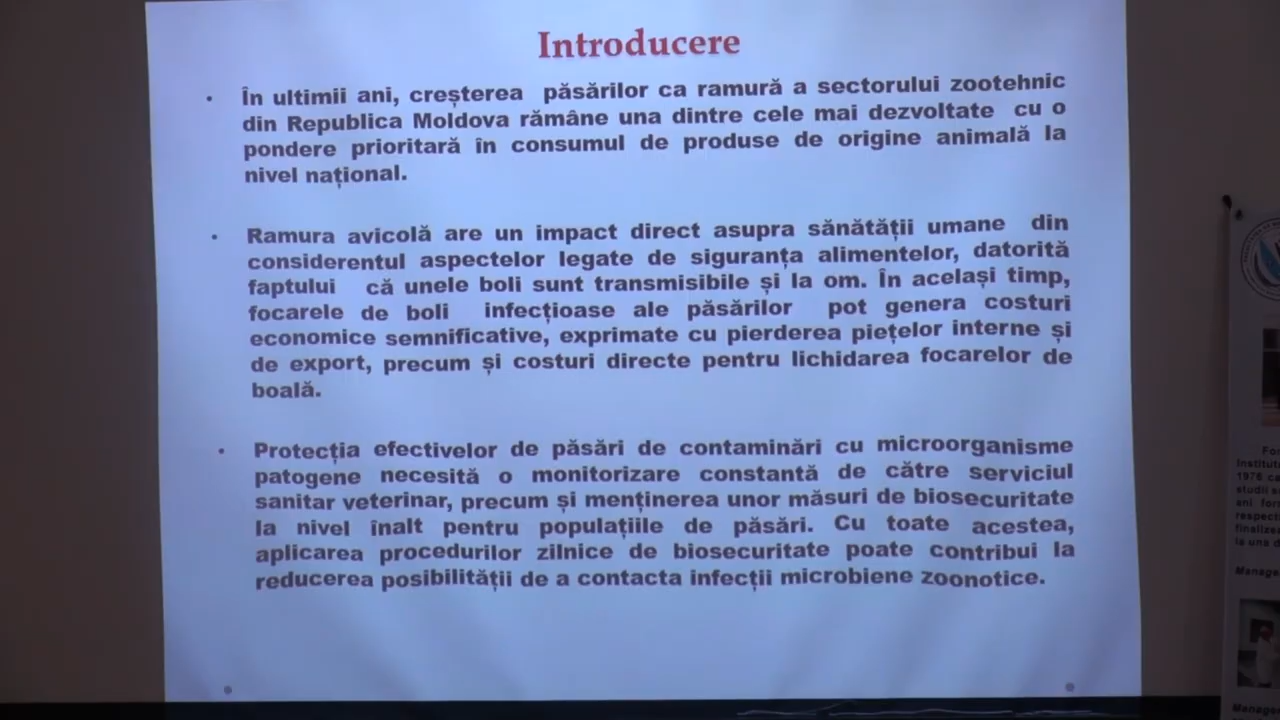 Introducere
• În ultimii ani, creșterea păsărilor ca ramură a sectorului zootehnic
din Republica Moldova rămâne una dintre cele mai dezvoltate cu o
pondere prioritară în consumul de produse de origine animală la
nivel național.
• Ramura avicolă are un impact direct asupra sănătății umane din
considerentul aspectelor legate de siguranța alimentelor, datorită
faptului că unele boli sunt transmisibile și la om. În același timp,
focarele de boli infecțioase ale păsărilor pot genera costuri
economice semnificative, exprimate cu pierderea piețelor interne și
de export, precum și costuri directe pentru lichidarea focarelor de
boală.
• Protecția efectivelor de păsări de contaminări cu microorganisme
patogene necesită o monitorizare constantă de către serviciul
sanitar veterinar, precum și menținerea unor măsuri de biosecuritate
la nivel înalt pentru populațiile de păsări. Cu toate acestea,
aplicarea procedurilor zilnice de biosecuritate poate contribui la
reducerea posibilității de a contacta infecții microbiene zoonotice.
1976
studii
ani
la una